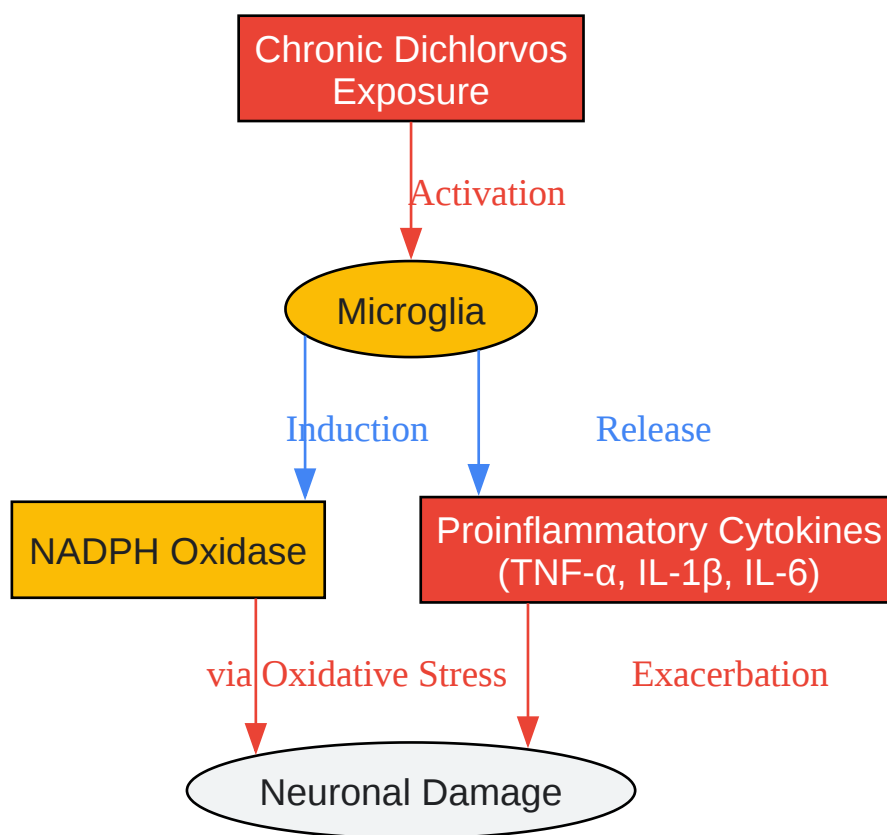 Chronic Dichlorvos
Exposure
Activation
Microglia
Induction
Release
NADPH Oxidase
Proinflammatory Cytokines
(TNF-α, IL-1β, IL-6)
via Oxidative Stress
Exacerbation
Neuronal Damage